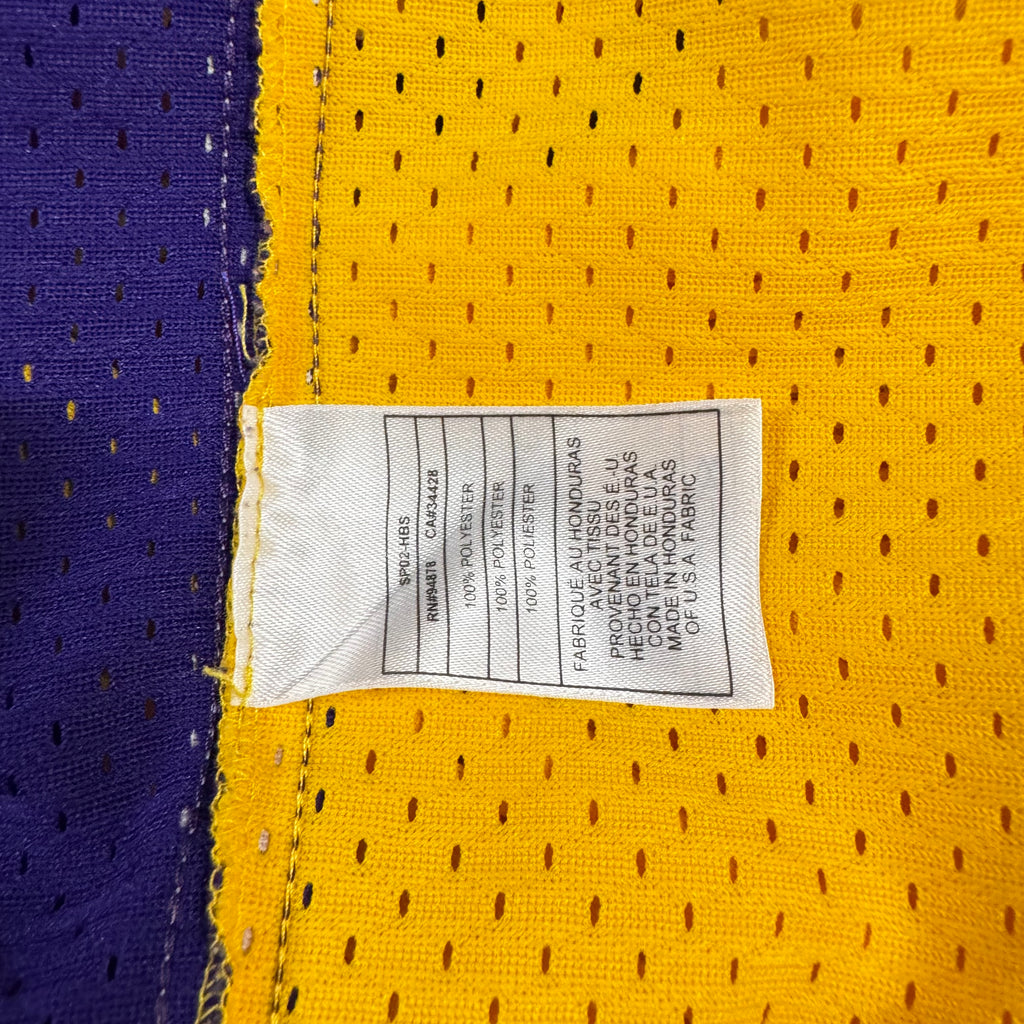 SP02-HBS
RN#94878 CA#34428
100% POLYESTER
100% POLYESTER
100% POLIESTER
FABRIQUÉ AU HONDURAS
AVEC TISSU
PROVENANT DES É.-U.
HECHO EN HONDURAS
CON TELA DE E.U.A.
MADE IN HONDURAS
OF U S A FABRIC